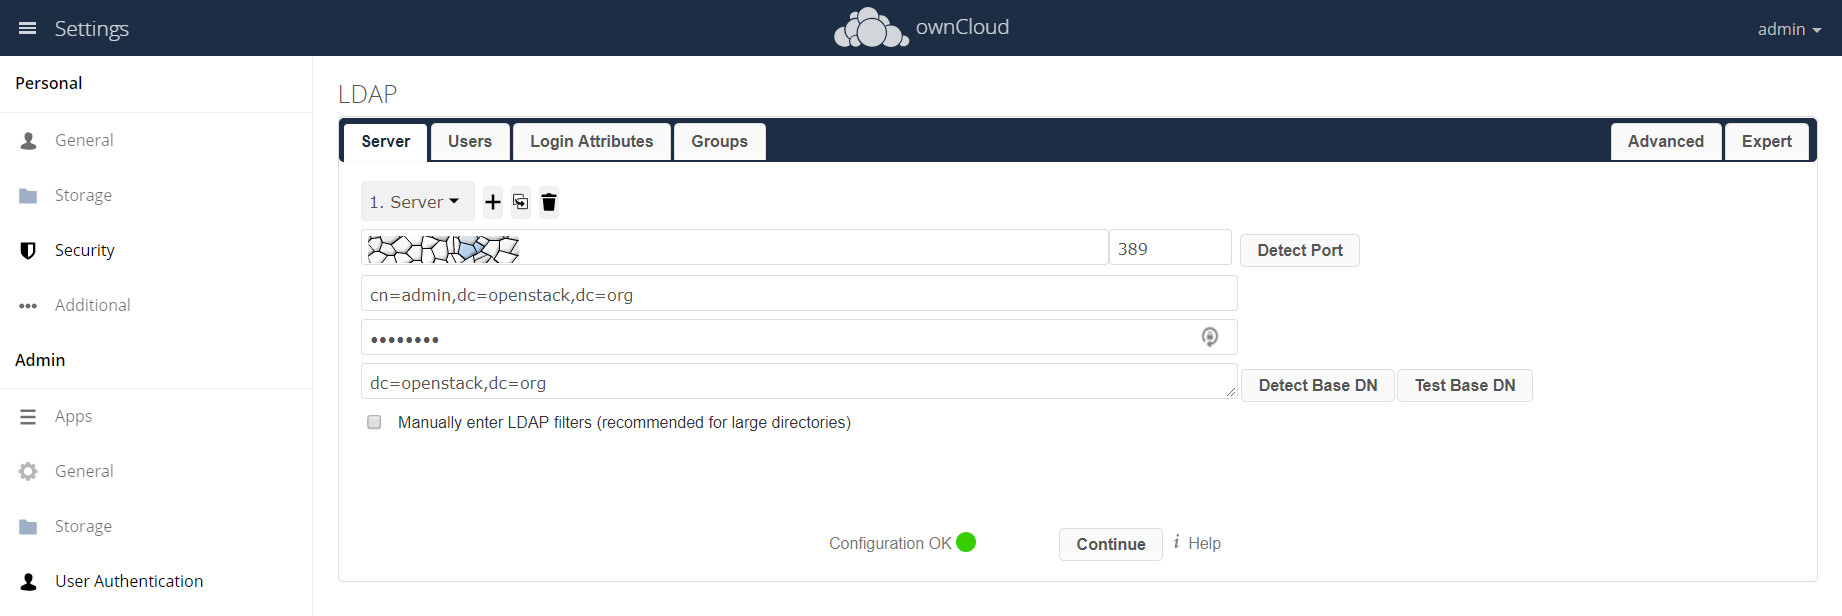 Settings
ownCloud
admin
Personal
General
Storage
Security
Additional
Admin
Apps
General
Storage
User Authentication
LDAP
Server Users Login Attributes Groups Advanced Expert
1. Server
389 Detect Port
cn=admin,dc=openstack,dc=org
dc=openstack,dc=org Detect Base DN Test Base DN
Manually enter LDAP filters (recommended for large directories)
Configuration OK Continue i Help